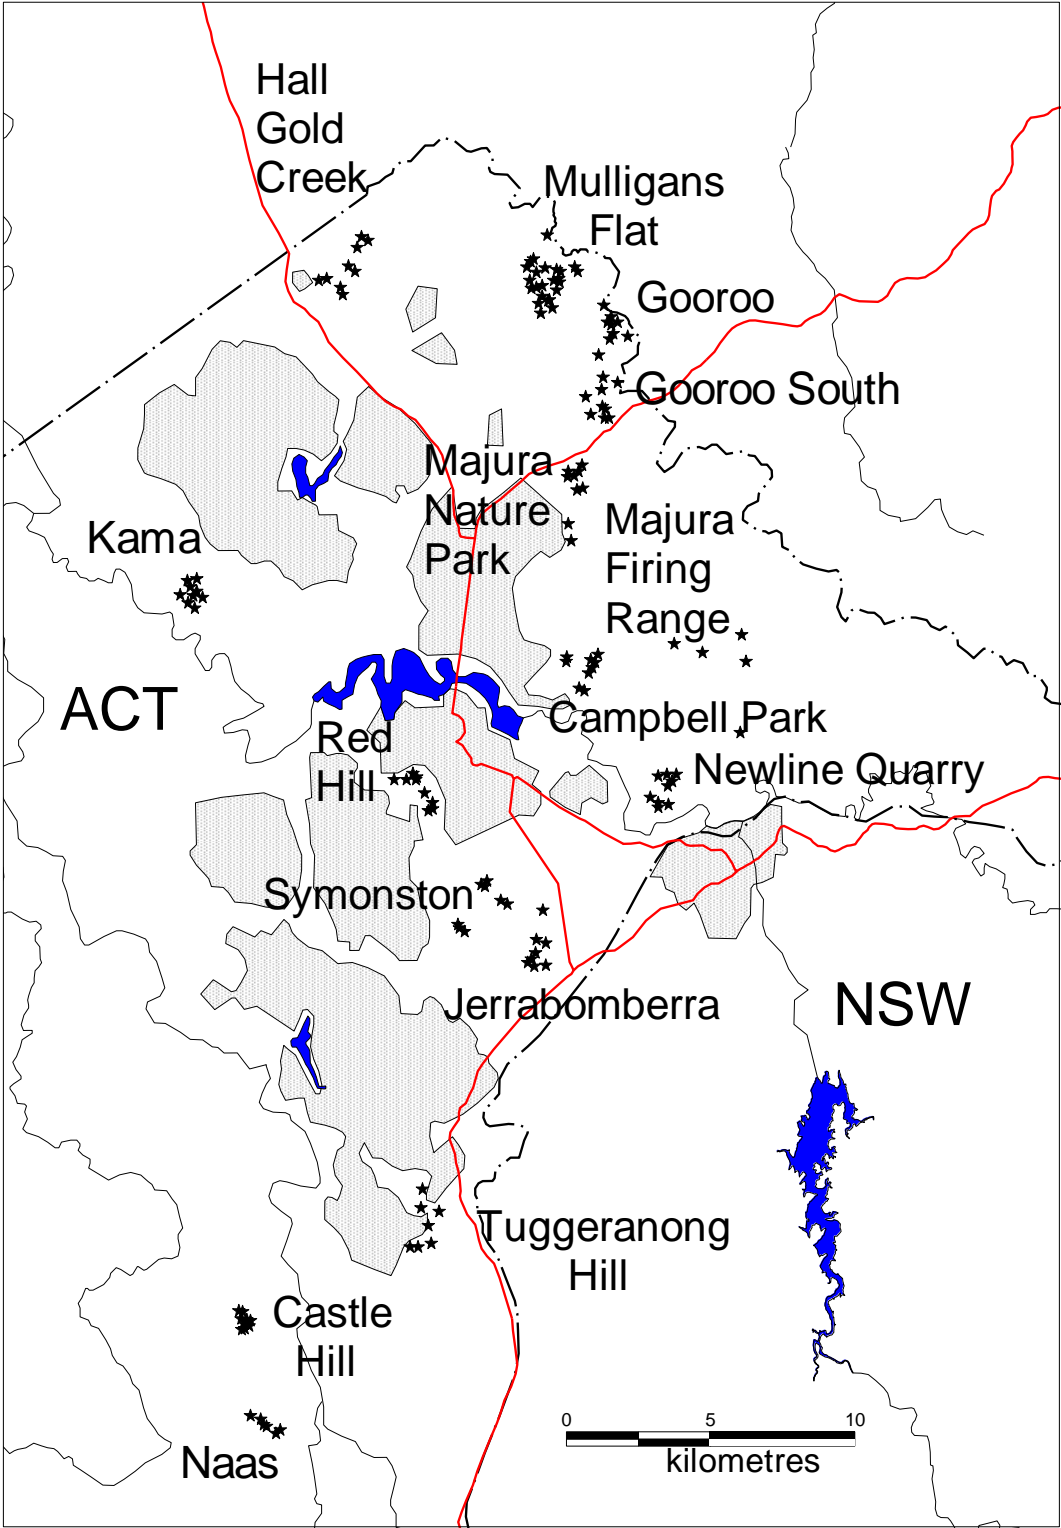 Hall
Gold
Creek
Mulligans
Flat
Gooroo
Gooroo South
Majura
Nature
Park
Majura
Firing
Range
Kama
ACT
Campbell Park
Red
Hill
Newline Quarry
Symonston
Jerrabomberra
NSW
Tuggeranong
Hill
Castle
Hill
Naas
0 5 10
kilometres